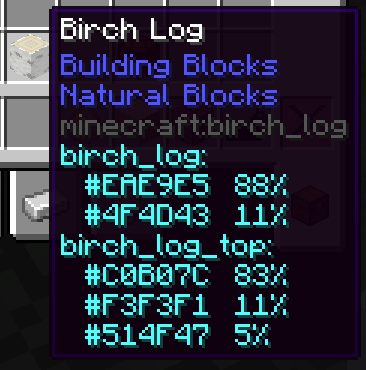 Birch Log
Building Blocks
Natural Blocks
minecraft:birch_log
birch_log:
#EAE9E5 88%
#4F4D43 11%
birch_log_top:
#C0B07C 83%
#F3F3F1 11%
#514F47 5%